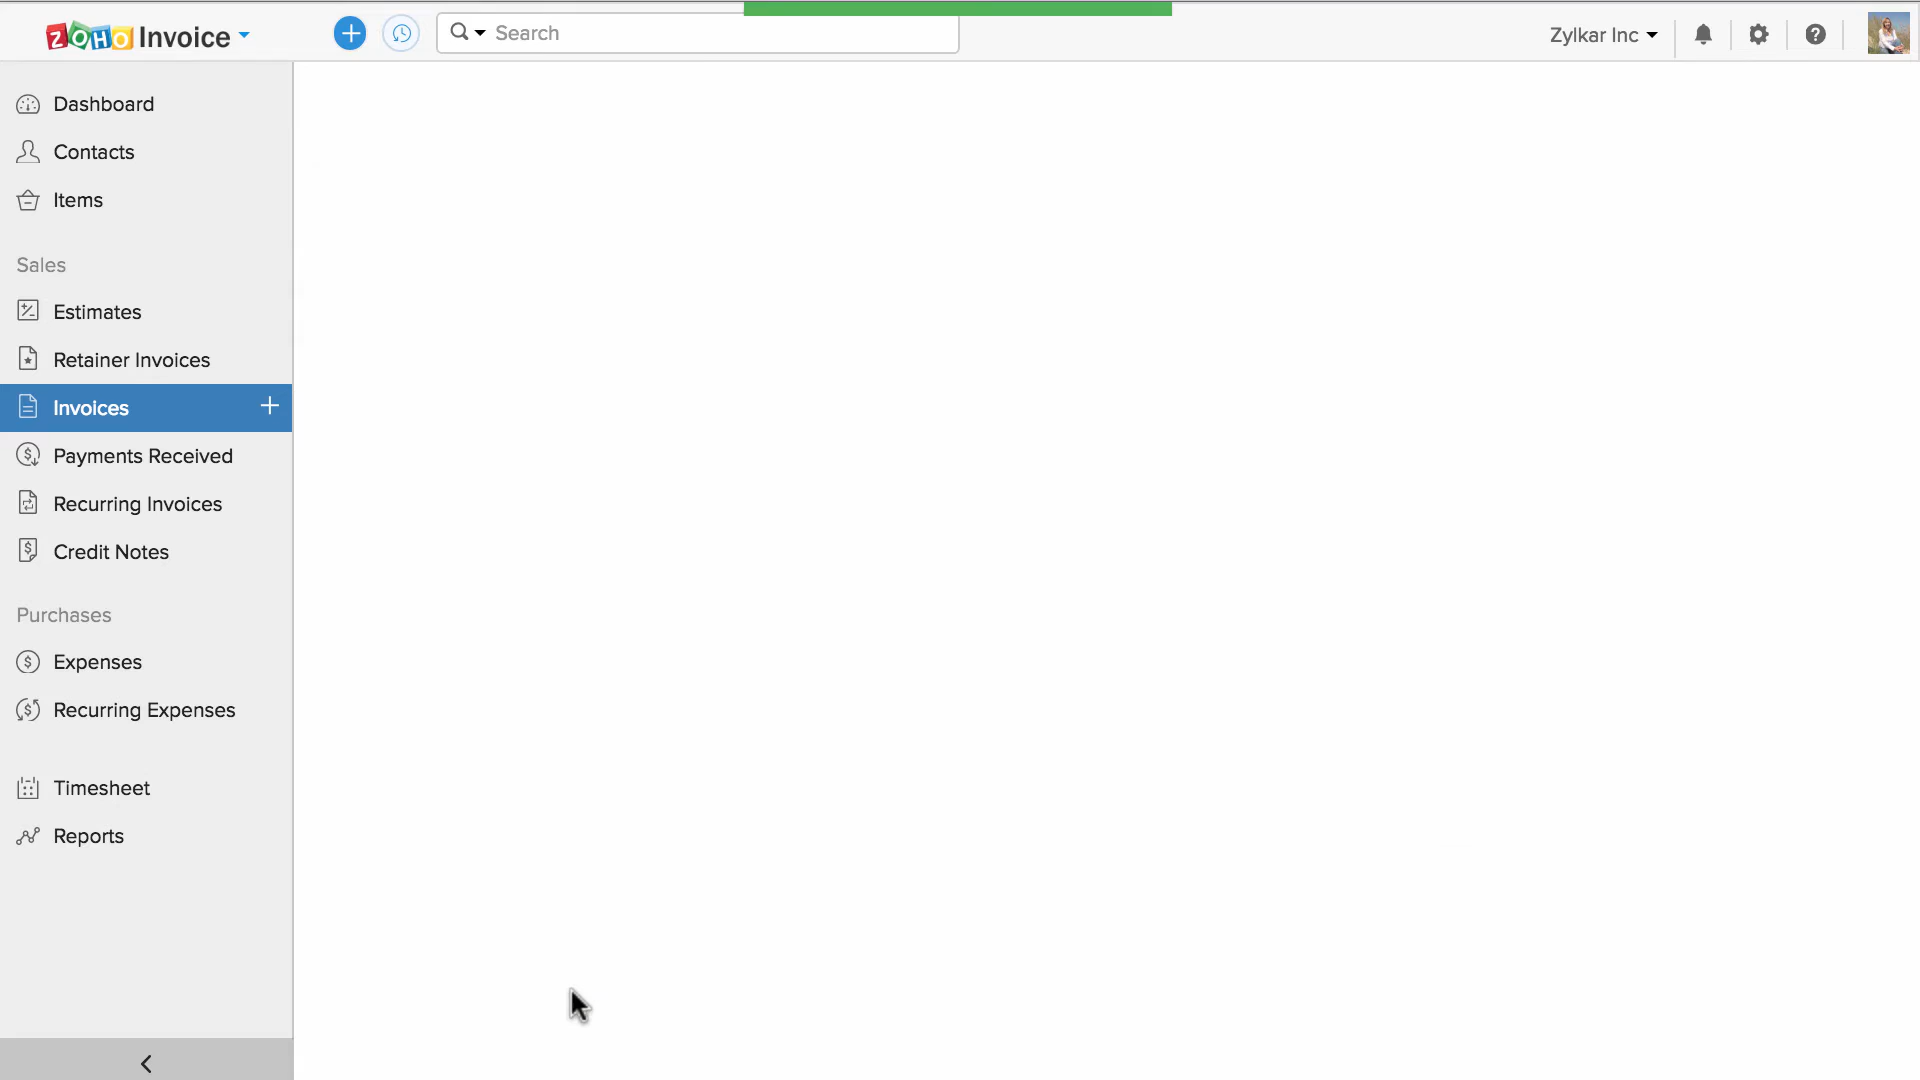 ZOHO Invoice
Search
Zylkar Inc
Dashboard
Contacts
Items
Sales
Estimates
Retainer Invoices
Invoices
Payments Received
Recurring Invoices
Credit Notes
Purchases
Expenses
Recurring Expenses
Timesheet
Reports